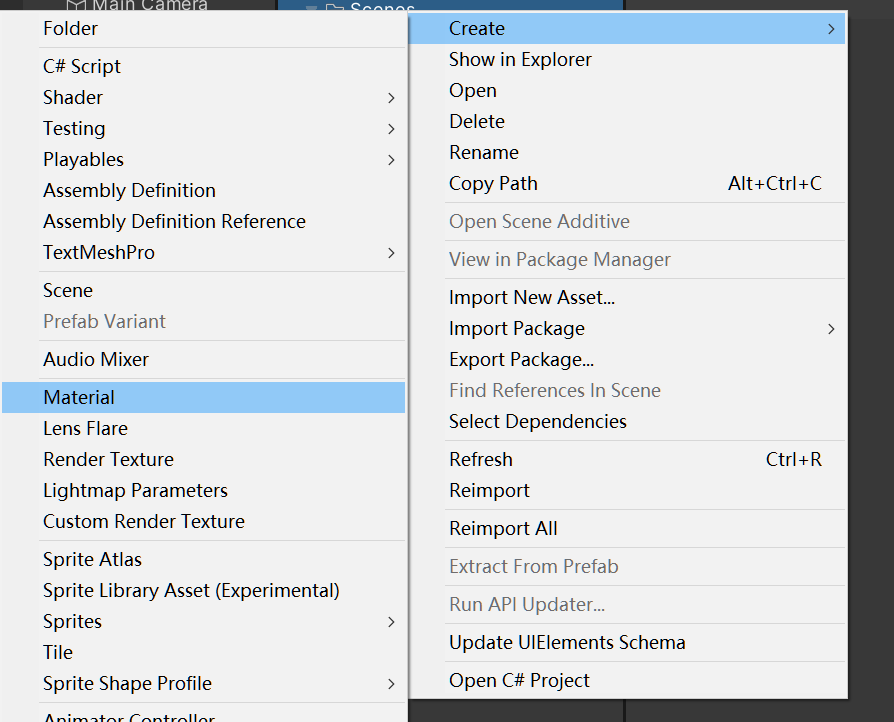 Main Camera
Scenes
Folder
C# Script
Shader
Testing
Playables
Assembly Definition
Assembly Definition Reference
TextMeshPro
Scene
Prefab Variant
Audio Mixer
Material
Lens Flare
Render Texture
Lightmap Parameters
Custom Render Texture
Sprite Atlas
Sprite Library Asset (Experimental)
Sprites
Tile
Sprite Shape Profile
Animator Controller
Create
Show in Explorer
Open
Delete
Rename
Copy Path Alt+Ctrl+C
Open Scene Additive
View in Package Manager
Import New Asset...
Import Package
Export Package...
Find References In Scene
Select Dependencies
Refresh Ctrl+R
Reimport
Reimport All
Extract From Prefab
Run API Updater...
Update UIElements Schema
Open C# Project